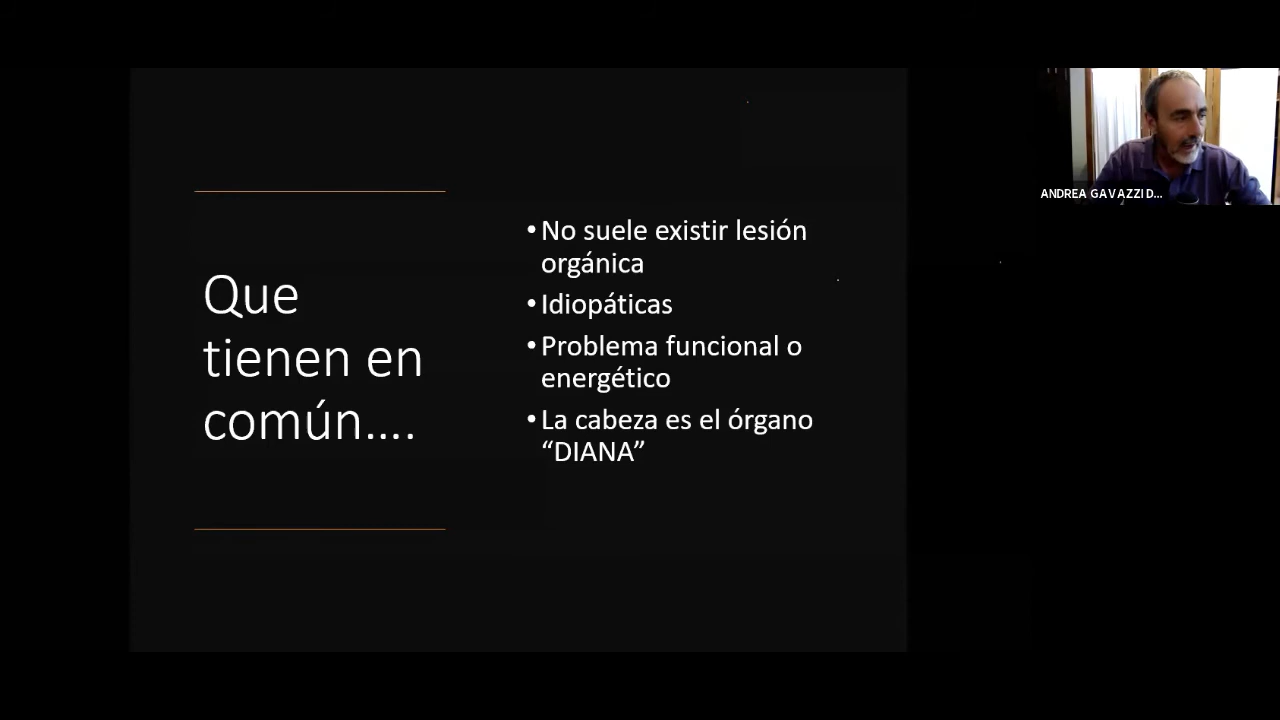 Que
tienen en
común....
• No suele existir lesión
orgánica
• Idiopáticas
• Problema funcional o
energético
• La cabeza es el órgano
“DIANA”
ANDREA GAVAZZI D...